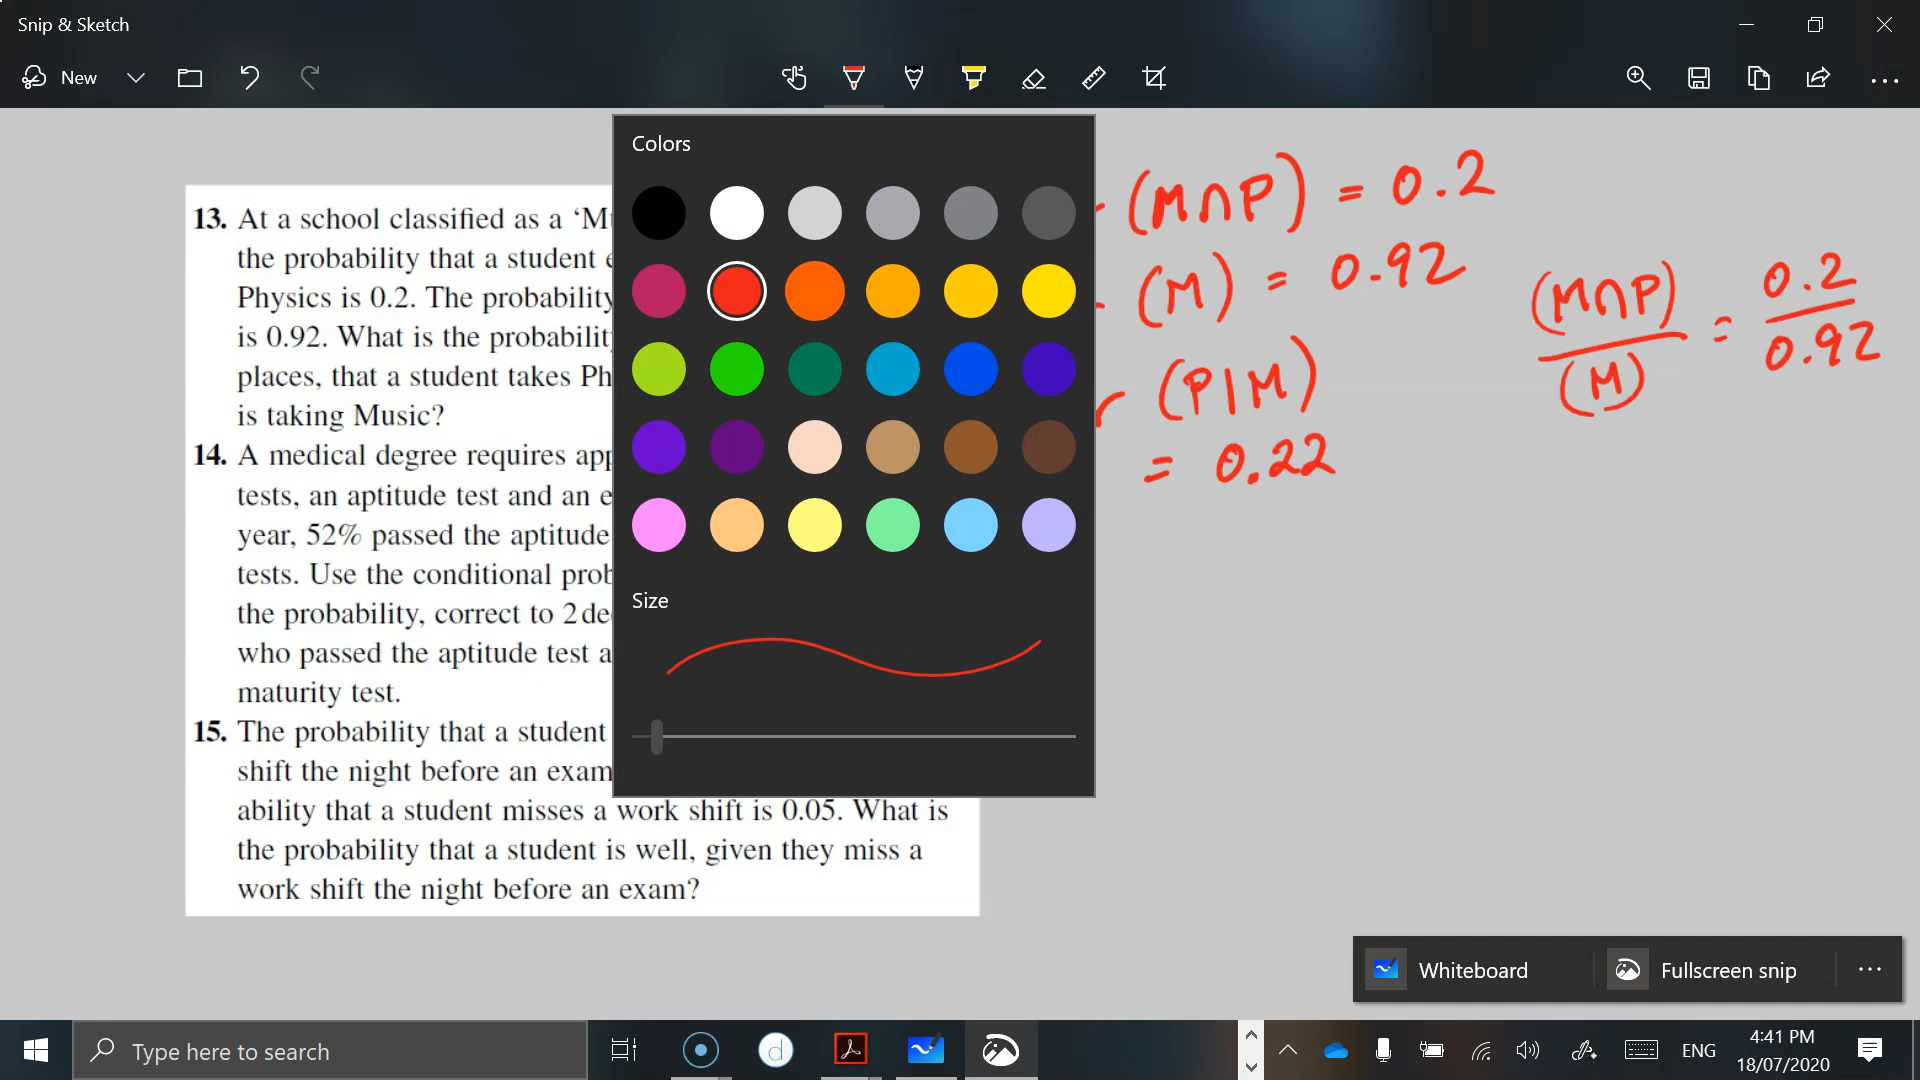 Snip & Sketch
New
Colors
Size
13. At a school classified as a 'Mu
the probability that a student e
Physics is 0.2. The probability
is 0.92. What is the probabilit
places, that a student takes Ph
is taking Music?
14. A medical degree requires app
tests, an aptitude test and an e
year, 52% passed the aptitude
tests. Use the conditional prob
the probability, correct to 2 de
who passed the aptitude test a
maturity test.
15. The probability that a student
shift the night before an exam
ability that a student misses a work shift is 0.05. What is
the probability that a student is well, given they miss a
work shift the night before an exam?
r (M∩P) = 0.2
(M) = 0.92
r (P|M)
= 0.22
(M∩P)/(M) = 0.2/0.92
Whiteboard
Fullscreen snip
Type here to search
ENG
4:41 PM
18/07/2020